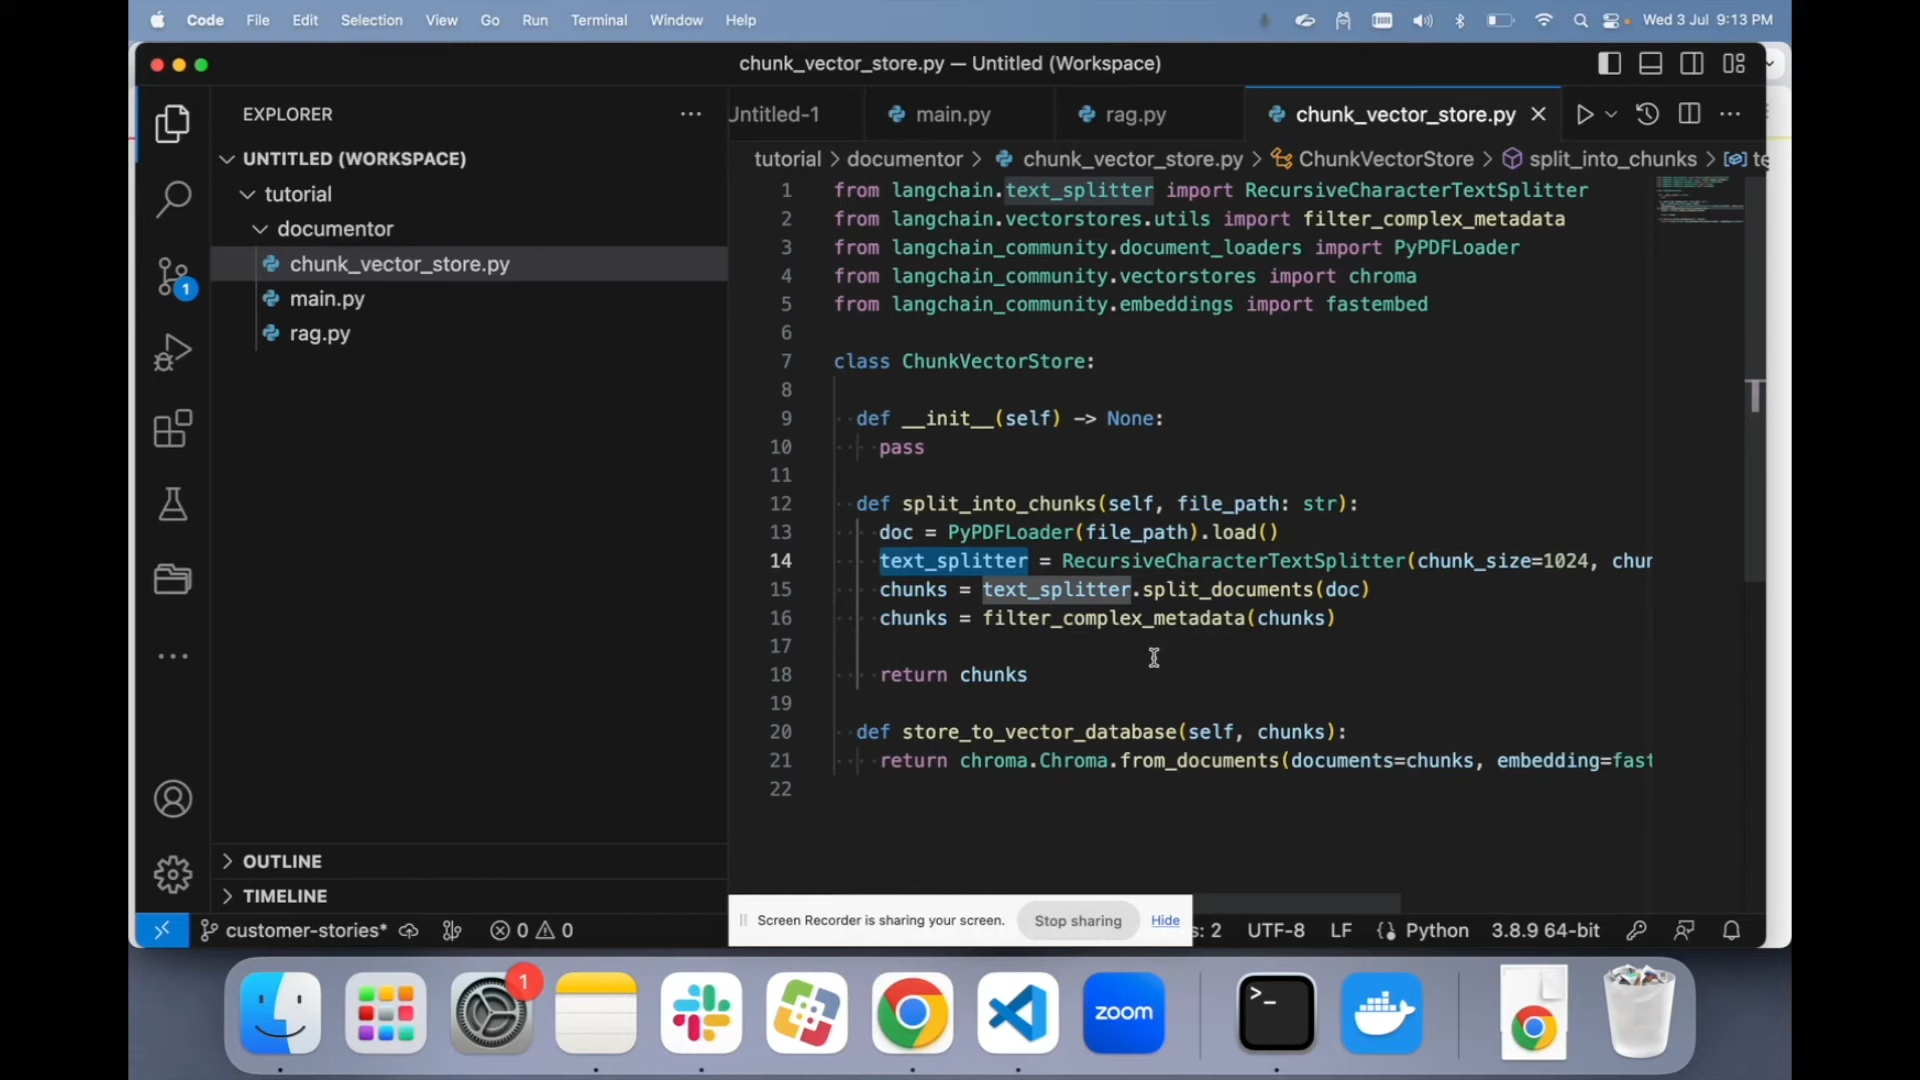 Code File Edit Selection View Go Run Terminal Window Help Wed 3 Jul 9:13 PM
chunk_vector_store.py — Untitled (Workspace)
EXPLORER
Untitled-1 main.py rag.py chunk_vector_store.py
UNTITLED (WORKSPACE)
tutorial > documentor > chunk_vector_store.py > ChunkVectorStore > split_into_chunks >
tutorial
documentor
chunk_vector_store.py
main.py
rag.py
1 from langchain.text_splitter import RecursiveCharacterTextSplitter
2 from langchain.vectorstores.utils import filter_complex_metadata
3 from langchain_community.document_loaders import PyPDFLoader
4 from langchain_community.vectorstores import chroma
5 from langchain_community.embeddings import fastembed
6
7 class ChunkVectorStore:
8
9 def __init__(self) -> None:
10 pass
11
12 def split_into_chunks(self, file_path: str):
13 doc = PyPDFLoader(file_path).load()
14 text_splitter = RecursiveCharacterTextSplitter(chunk_size=1024, chun
15 chunks = text_splitter.split_documents(doc)
16 chunks = filter_complex_metadata(chunks)
17
18 return chunks
19
20 def store_to_vector_database(self, chunks):
21 return chroma.Chroma.from_documents(documents=chunks, embedding=fast
22
1
OUTLINE
TIMELINE
Screen Recorder is sharing your screen. Stop sharing Hide
customer-stories* 0 0 s: 2 UTF-8 LF {} Python 3.8.9 64-bit
1
zoom
>_